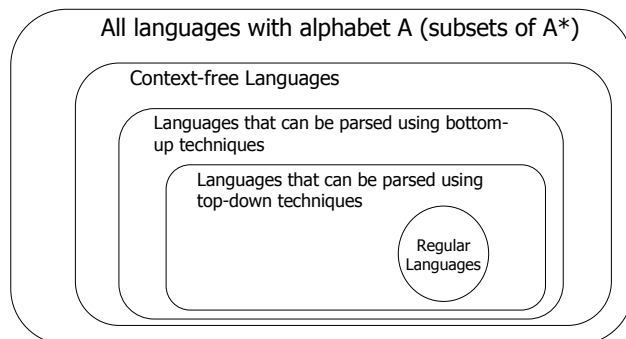 All languages with alphabet A (subsets of A*)
Context-free Languages
Languages that can be parsed using bottom-
up techniques
Languages that can be parsed using
top-down techniques
Regular
Languages